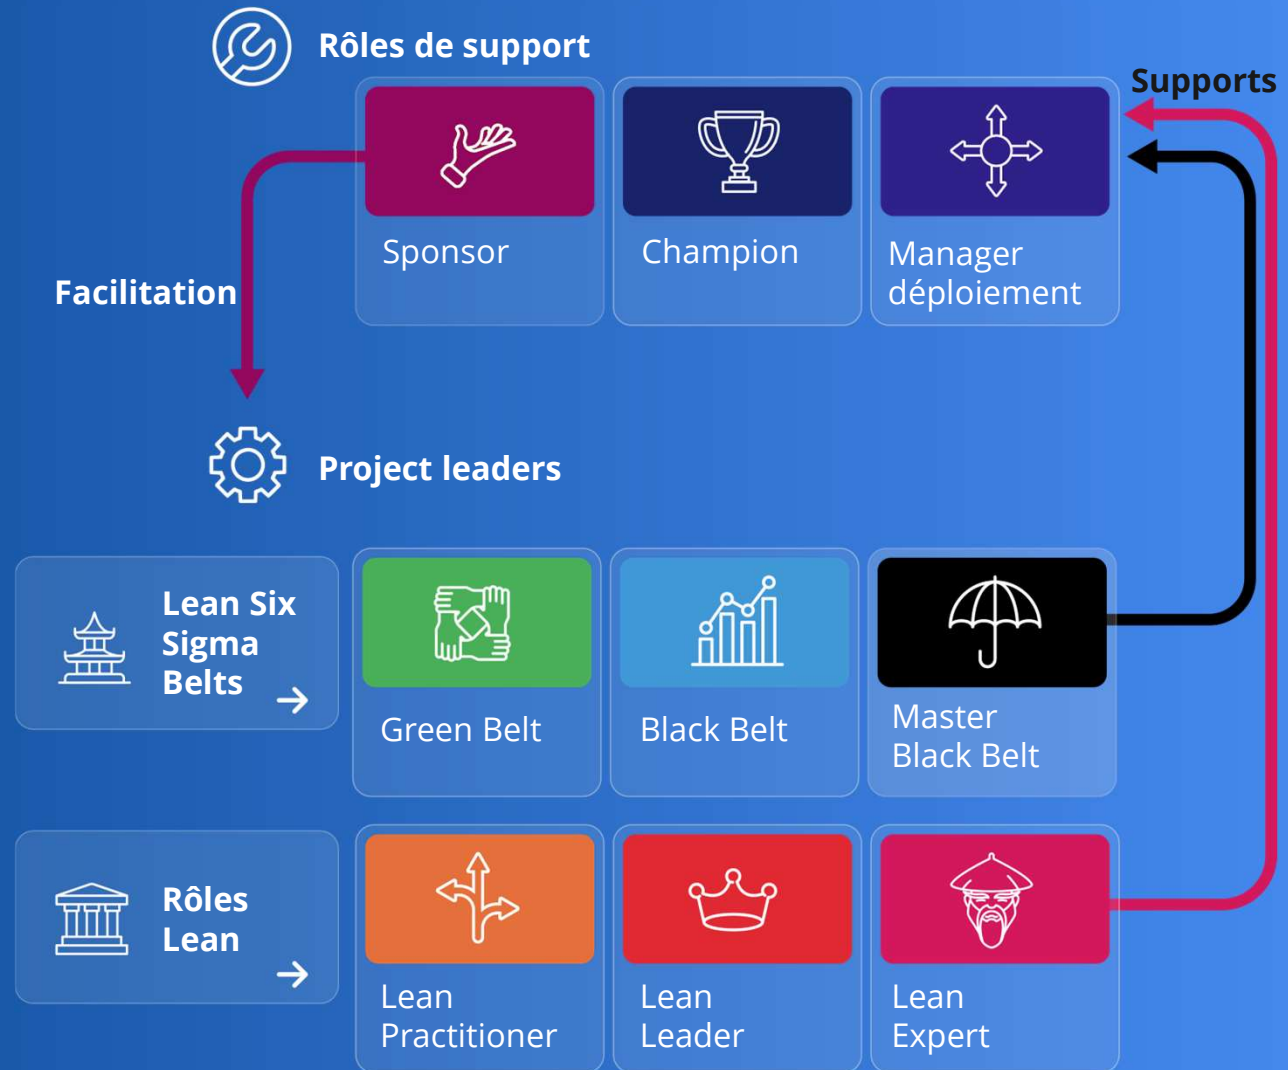 Rôles de support
Supports
Sponsor
Champion
Manager
déploiement
Facilitation
Project leaders
Lean Six
Sigma
Belts
Green Belt
Black Belt
Master
Black Belt
Rôles
Lean
Lean
Practitioner
Lean
Leader
Lean
Expert